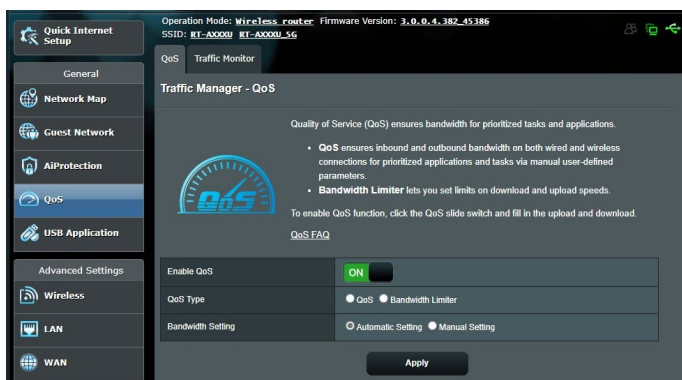 Quick Internet
Setup
Operation Mode: Wireless router Firmware Version: 3.0.0.4.382_45386
SSID: RT-AXXXU RT-AXXXU_5G
General
Network Map
Guest Network
AiProtection
QoS
USB Application
Advanced Settings
Wireless
LAN
WAN
QoS Traffic Monitor
Traffic Manager - QoS
QoS
Quality of Service (QoS) ensures bandwidth for prioritized tasks and applications.
• QoS ensures inbound and outbound bandwidth on both wired and wireless
connections for prioritized applications and tasks via manual user-defined
parameters.
• Bandwidth Limiter lets you set limits on download and upload speeds.
To enable QoS function, click the QoS slide switch and fill in the upload and download.
QoS FAQ
Enable QoS ON
QoS Type QoS Bandwidth Limiter
Bandwidth Setting Automatic Setting Manual Setting
Apply